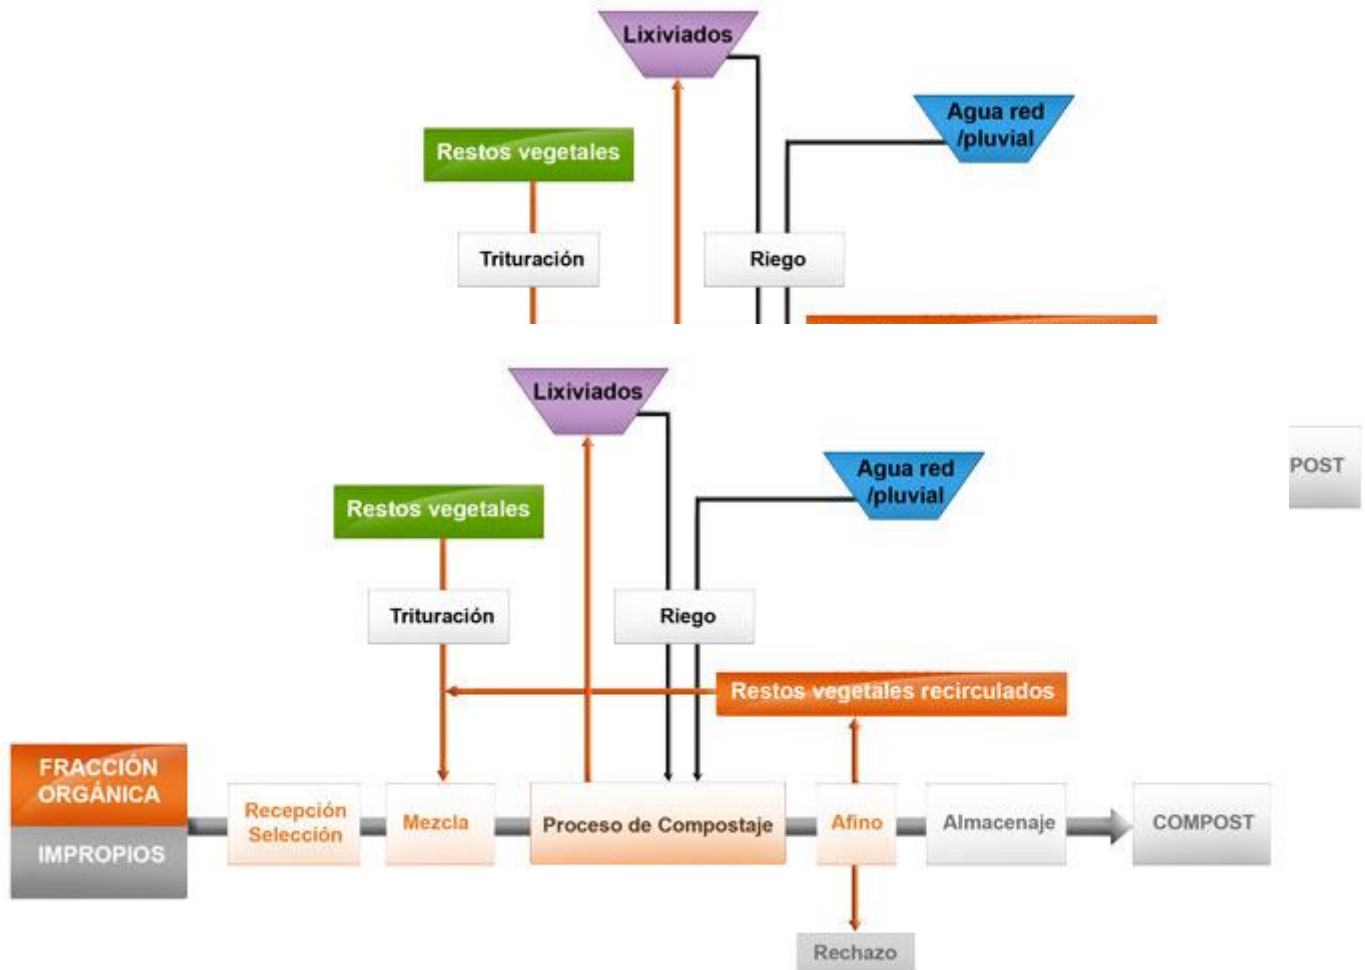 Lixiviados
Agua red
/pluvial
Restos vegetales
Trituración
Riego
Lixiviados
Agua red
/pluvial
POST
Restos vegetales
Trituración
Riego
Restos vegetales recirculados
FRACCIÓN
ORGÁNICA
IMPROPIOS
Recepción
Selección
Mezcla
Proceso de Compostaje
Afino
Almacenaje
COMPOST
Rechazo